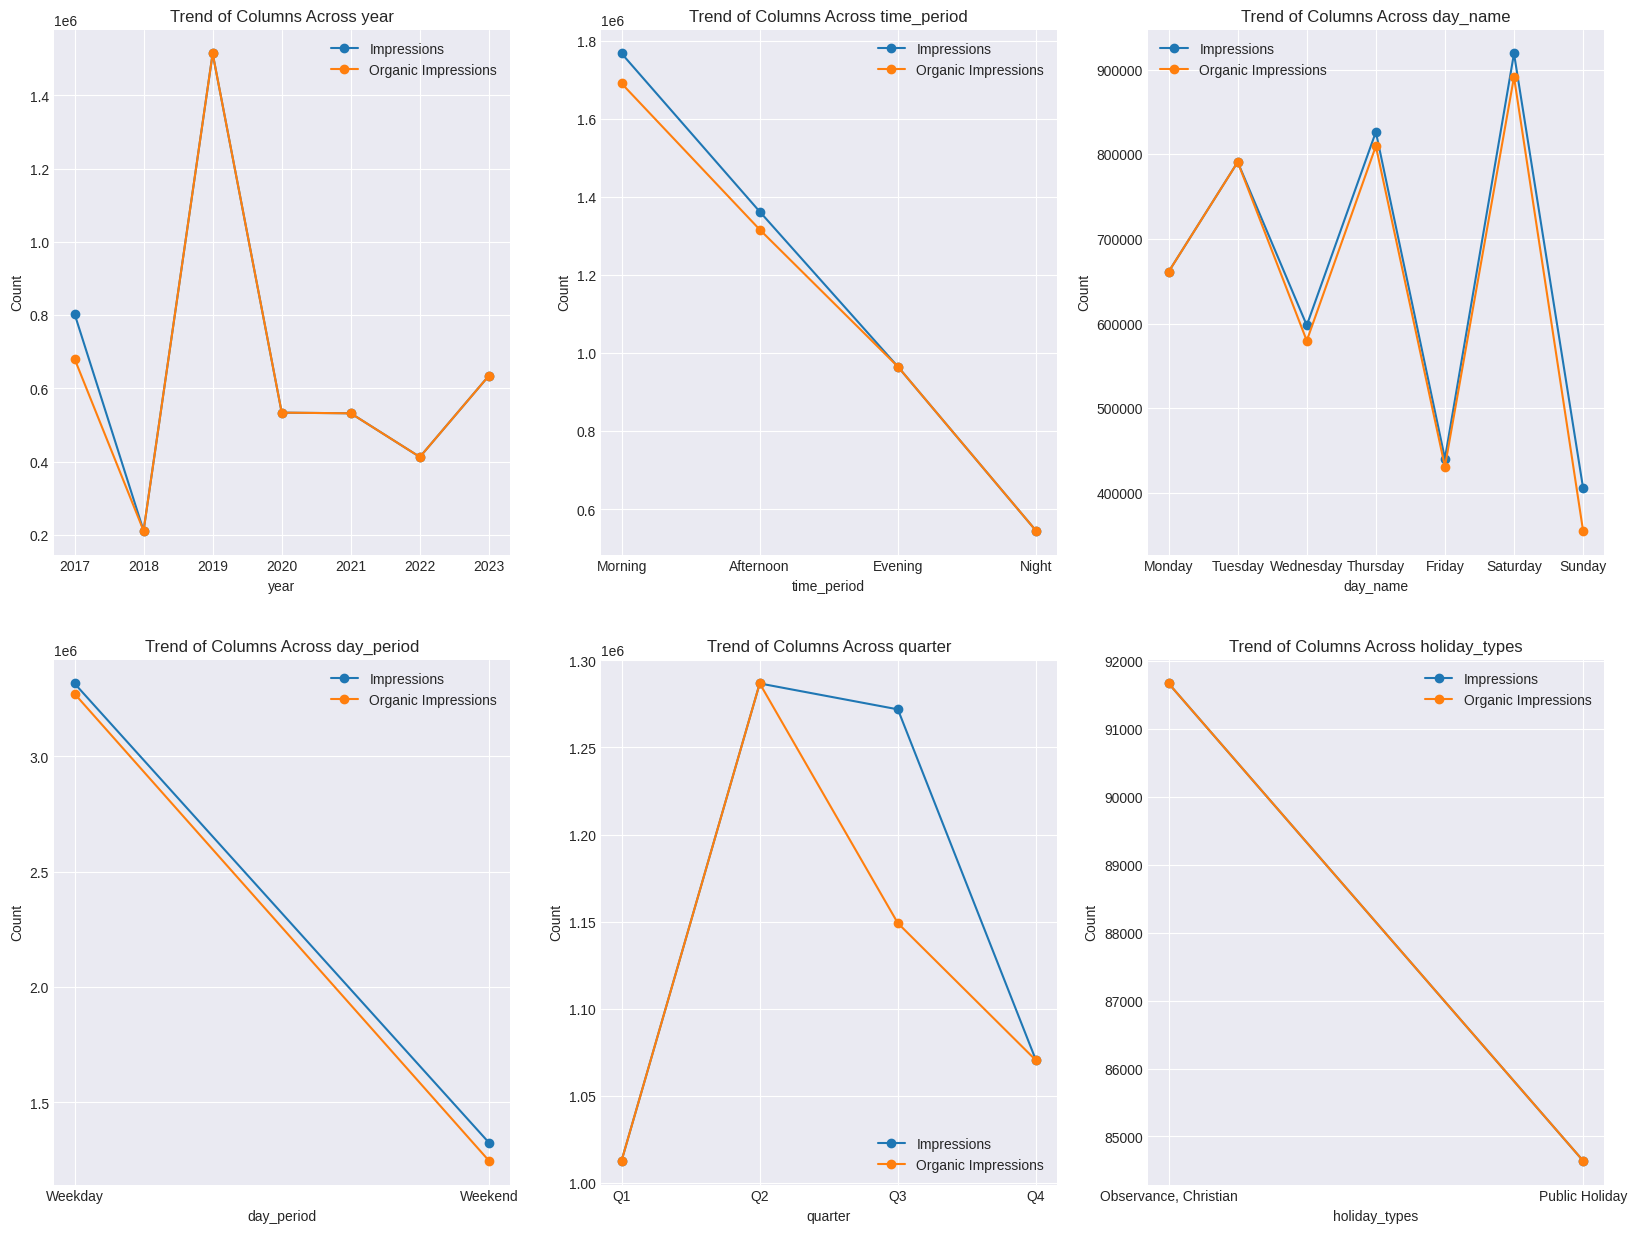 Trend of Columns Across year
1e6
Impressions
Organic Impressions
1.4
1.2
1.0
0.8
0.6
0.4
0.2
Count
2017 2018 2019 2020 2021 2022 2023
year
Trend of Columns Across time_period
1e6
Impressions
Organic Impressions
1.8
1.6
1.4
1.2
1.0
0.8
0.6
Count
Morning Afternoon Evening Night
time_period
Trend of Columns Across day_name
Impressions
Organic Impressions
900000
800000
700000
600000
500000
400000
Count
Monday Tuesday Wednesday Thursday Friday Saturday Sunday
day_name
Trend of Columns Across day_period
1e6
Impressions
Organic Impressions
3.0
2.5
2.0
1.5
Count
Weekday Weekend
day_period
Trend of Columns Across quarter
1e6
1.30
1.25
1.20
1.15
1.10
1.05
1.00
Count
Impressions
Organic Impressions
Q1 Q2 Q3 Q4
quarter
Trend of Columns Across holiday_types
Impressions
Organic Impressions
92000
91000
90000
89000
88000
87000
86000
85000
Count
Observance, Christian Public Holiday
holiday_types